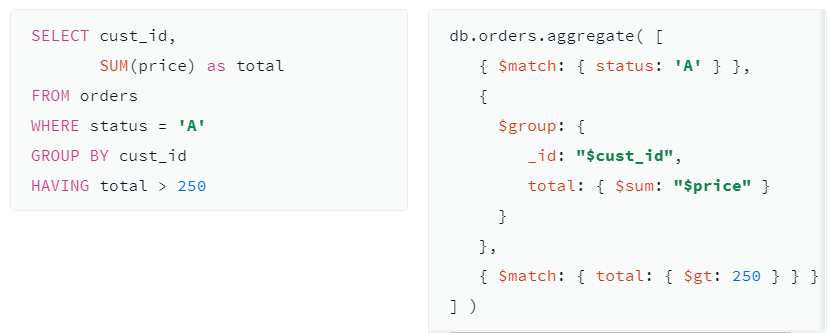 SELECT cust_id,
       SUM(price) as total
FROM orders
WHERE status = 'A'
GROUP BY cust_id
HAVING total > 250
db.orders.aggregate( [
   { $match: { status: 'A' } },
   {
     $group: {
        _id: "$cust_id",
        total: { $sum: "$price" }
     }
   },
   { $match: { total: { $gt: 250 } } }
] )